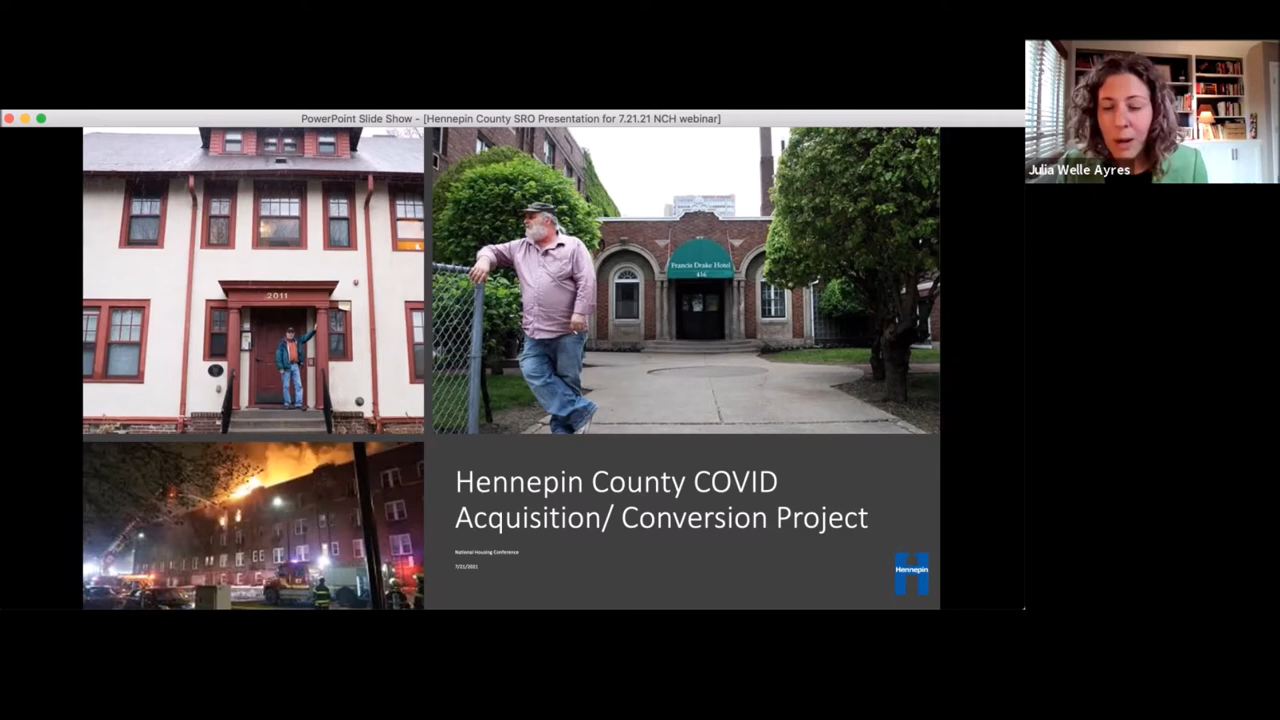 PowerPoint Slide Show - [Hennepin County SRO Presentation for 7.21.21 NCH webinar]
Julia Welle Ayres
2011
Francis Drake Hotel
416
Hennepin County COVID
Acquisition/ Conversion Project
National Housing Conference
7/21/2021
Hennepin